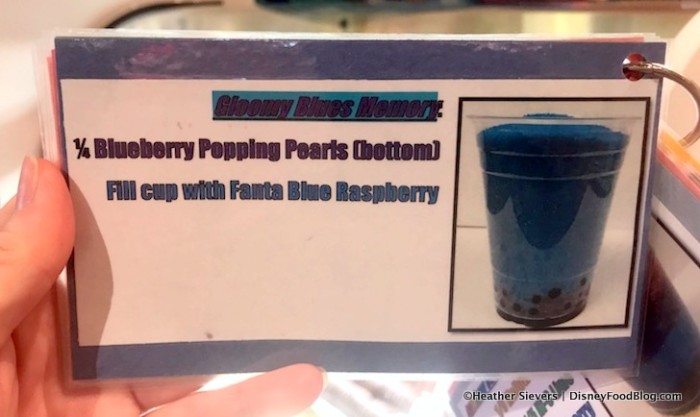 Gloomy Blues Memory:
¼ Blueberry Popping Pearls (bottom)
Fill cup with Fanta Blue Raspberry
©Heather Sievers | DisneyFoodBlog.com